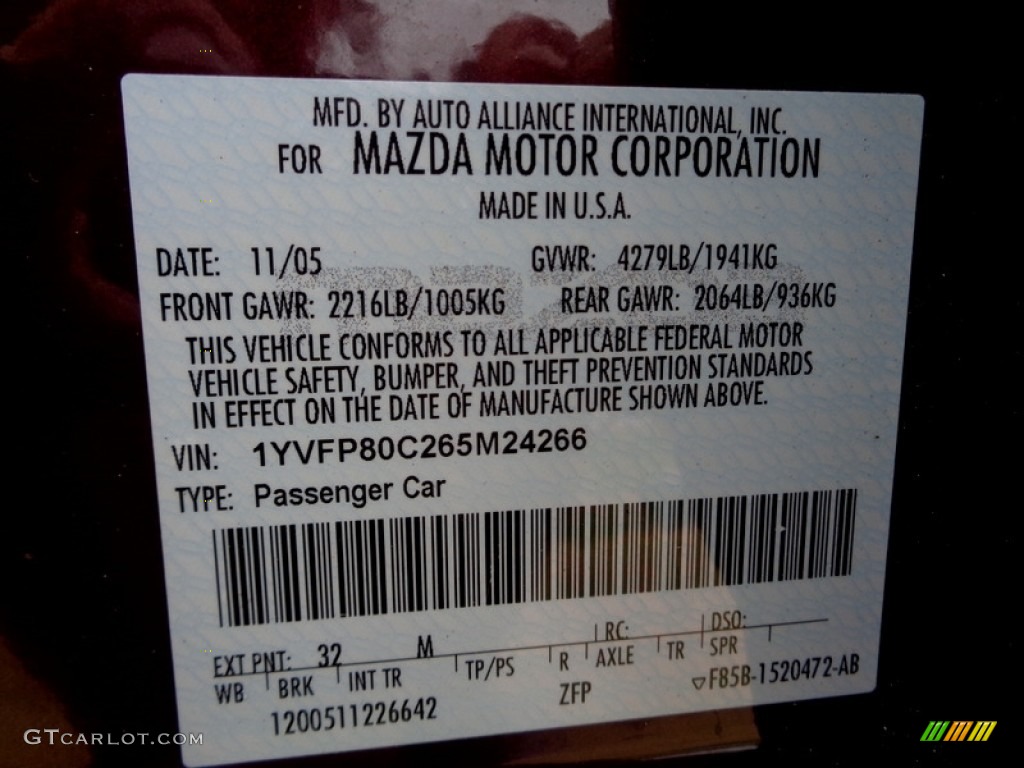 MFD. BY AUTO ALLIANCE INTERNATIONAL, INC.
FOR MAZDA MOTOR CORPORATION
MADE IN U.S.A.
DATE: 11/05 GVWR: 4279LB/1941KG
FRONT GAWR: 2216LB/1005KG REAR GAWR: 2064LB/936KG
THIS VEHICLE CONFORMS TO ALL APPLICABLE FEDERAL MOTOR
VEHICLE SAFETY, BUMPER, AND THEFT PREVENTION STANDARDS
IN EFFECT ON THE DATE OF MANUFACTURE SHOWN ABOVE.
VIN: 1YVFP80C265M24266
TYPE: Passenger Car
EXT PNT: 32 M RC: DSO:
WB BRK INT TR TP/PS R AXLE TR SPR
ZFP ▽F85B-1520472-AB
1200511226642
GTCARLOT.COM